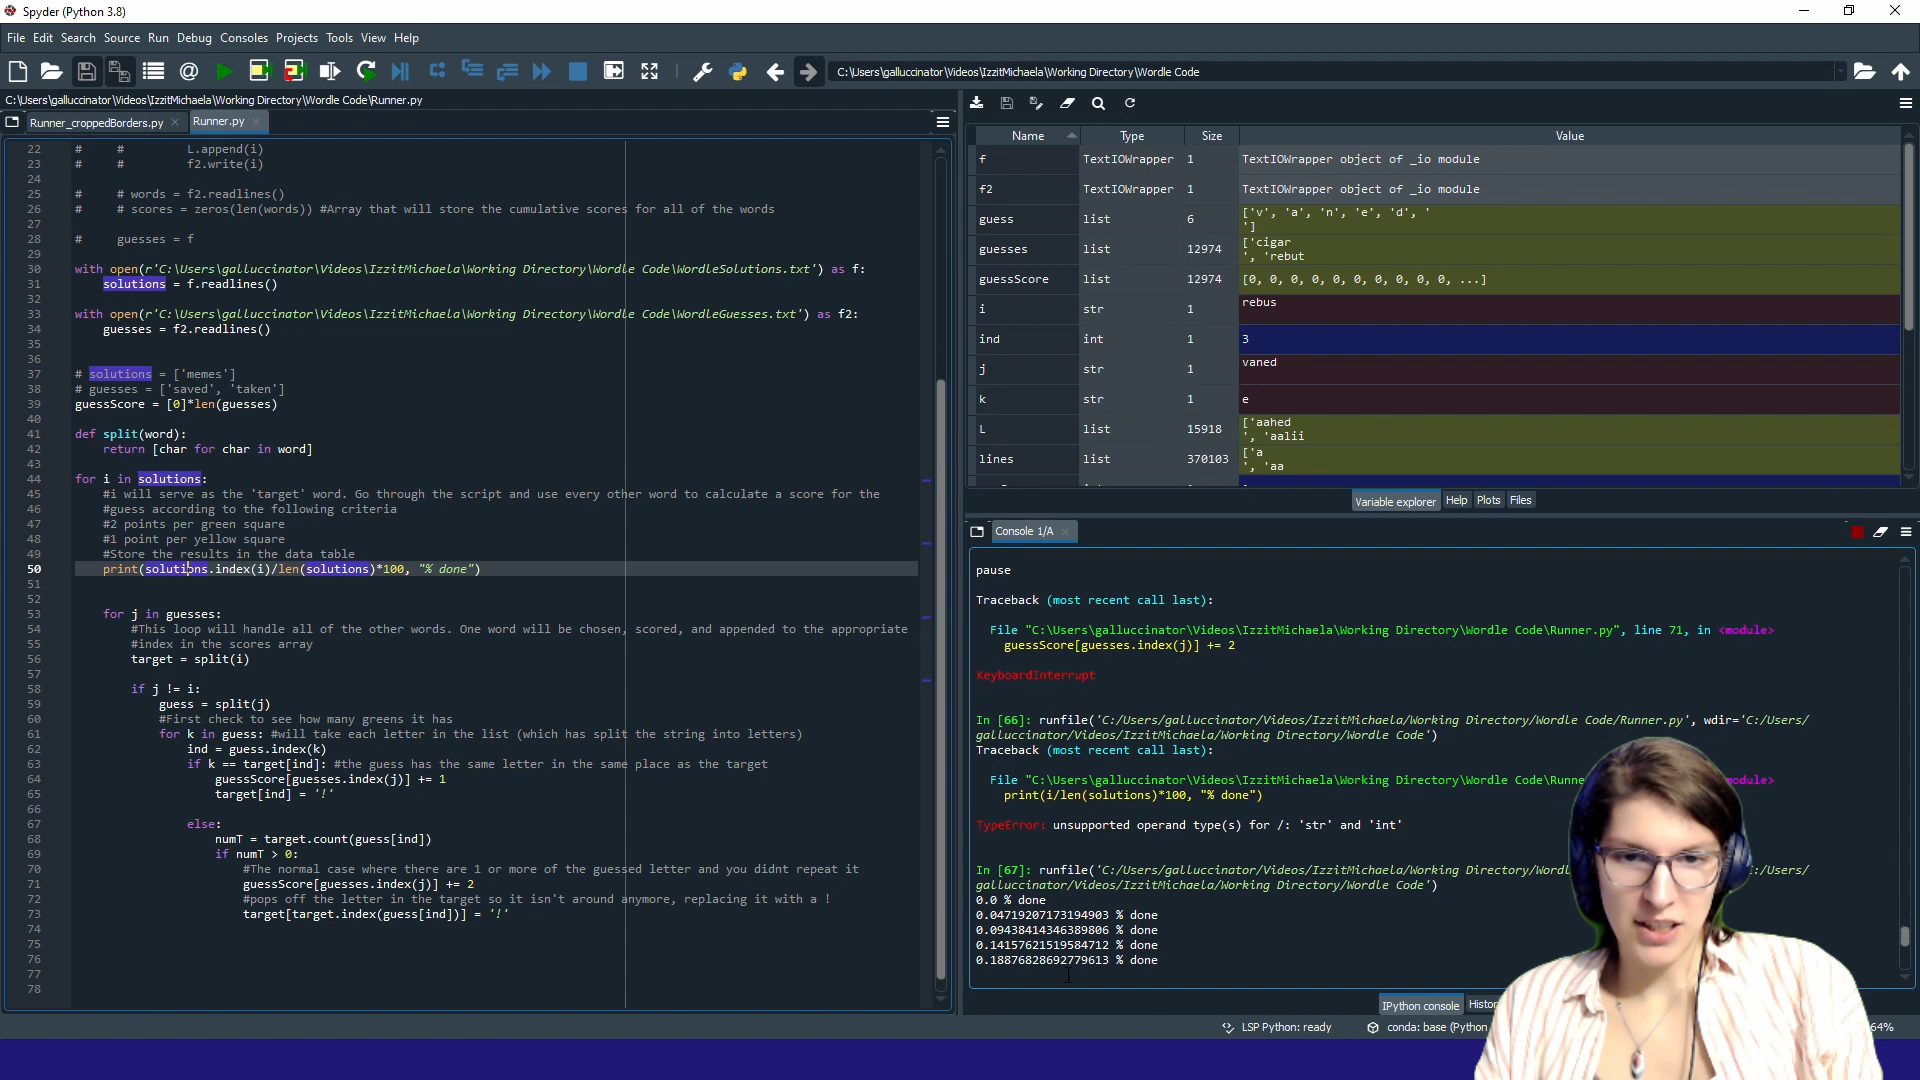 Spyder (Python 3.8)
File Edit Search Source Run Debug Consoles Projects Tools View Help
C:\Users\galluccinator\Videos\IzzitMichaela\Working Directory\Wordle Code
C:\Users\galluccinator\Videos\IzzitMichaela\Working Directory\Wordle Code\Runner.py
Runner_croppedBorders.py
Runner.py
22 # # L.append(i)
23 # # f2.write(i)
24
25 # # words = f2.readlines()
26 # # scores = zeros(len(words)) #Array that will store the cumulative scores for all of the words
27
28 # guesses = f
29
30 with open(r'C:\Users\galluccinator\Videos\IzzitMichaela\Working Directory\Wordle Code\WordleSolutions.txt') as f:
31 solutions = f.readlines()
32
33 with open(r'C:\Users\galluccinator\Videos\IzzitMichaela\Working Directory\Wordle Code\WordleGuesses.txt') as f2:
34 guesses = f2.readlines()
35
36
37 # solutions = ['memes']
38 # guesses = ['saved', 'taken']
39 guessScore = [0]*len(guesses)
40
41 def split(word):
42 return [char for char in word]
43
44 for i in solutions:
45 #i will serve as the 'target' word. Go through the script and use every other word to calculate a score for the
46 #guess according to the following criteria
47 #2 points per green square
48 #1 point per yellow square
49 #Store the results in the data table
50 print(solutions.index(i)/len(solutions)*100, "% done")
51
52
53 for j in guesses:
54 #This loop will handle all of the other words. One word will be chosen, scored, and appended to the appropriate
55 #index in the scores array
56 target = split(i)
57
58 if j != i:
59 guess = split(j)
60 #First check to see how many greens it has
61 for k in guess: #will take each letter in the list (which has split the string into letters)
62 ind = guess.index(k)
63 if k == target[ind]: #the guess has the same letter in the same place as the target
64 guessScore[guesses.index(j)] += 1
65 target[ind] = '!'
66
67 else:
68 numT = target.count(guess[ind])
69 if numT > 0:
70 #The normal case where there are 1 or more of the guessed letter and you didnt repeat it
71 guessScore[guesses.index(j)] += 2
72 #pops off the letter in the target so it isn't around anymore, replacing it with a !
73 target[target.index(guess[ind])] = '!'
74
75
76
77
78
Name Type Size Value
f TextIOWrapper 1 TextIOWrapper object of _io module
f2 TextIOWrapper 1 TextIOWrapper object of _io module
guess list 6 ['v', 'a', 'n', 'e', 'd', '
']
guesses list 12974 ['cigar
', 'rebut
guessScore list 12974 [0, 0, 0, 0, 0, 0, 0, 0, 0, 0, ...]
i str 1 rebus
ind int 1 3
j str 1 vaned
k str 1 e
L list 15918 ['aahed
', 'aalii
lines list 370103 ['a
', 'aa
Variable explorer Help Plots Files
Console 1/A
pause
Traceback (most recent call last):
File "C:\Users\galluccinator\Videos\IzzitMichaela\Working Directory\Wordle Code\Runner.py", line 71, in <module>
guessScore[guesses.index(j)] += 2
KeyboardInterrupt
In [66]: runfile('C:/Users/galluccinator/Videos/IzzitMichaela/Working Directory/Wordle Code/Runner.py', wdir='C:/Users/
galluccinator/Videos/IzzitMichaela/Working Directory/Wordle Code')
Traceback (most recent call last):
File "C:\Users\galluccinator\Videos\IzzitMichaela\Working Directory\Wordle Code\Runne module>
print(i/len(solutions)*100, "% done")
TypeError: unsupported operand type(s) for /: 'str' and 'int'
In [67]: runfile('C:/Users/galluccinator/Videos/IzzitMichaela/Working Directory/Word C:/Users/
galluccinator/Videos/IzzitMichaela/Working Directory/Wordle Code')
0.0 % done
0.04719207173194903 % done
0.09438414346389806 % done
0.14157621519584712 % done
0.18876828692779613 % done
IPython console Histor
LSP Python: ready conda: base (Python 64%